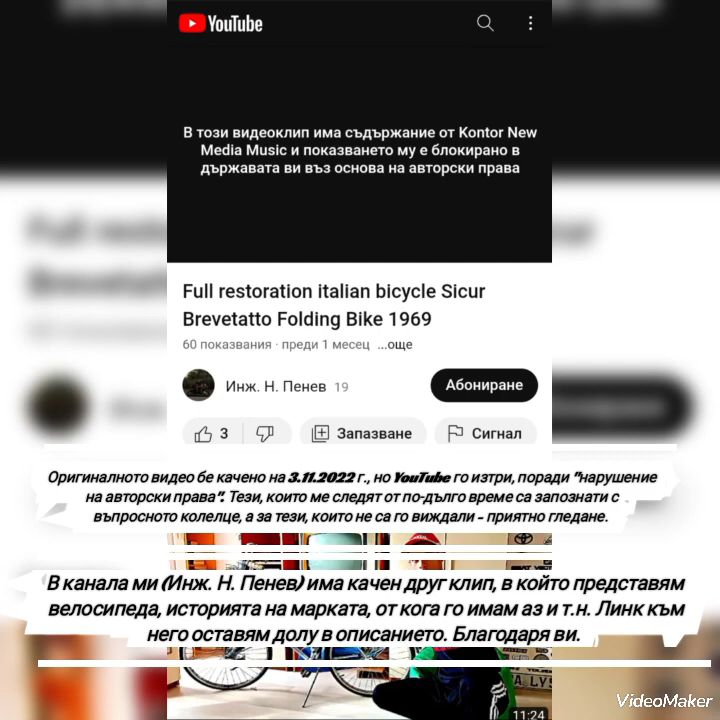 YouTube
В този видеоклип има съдържание от Kontor New
Media Music и показването му е блокирано в
държавата ви въз основа на авторски права
Full restoration italian bicycle Sicur
Brevetatto Folding Bike 1969
60 показвания · преди 1 месец ...още
Инж. Н. Пенев 19
Абониране
3
Запазване
Сигнал
Оригиналното видео бе качено на 3.11.2022 г., но YouTube го изтри, поради "нарушение
на авторски права". Тези, които ме следят от по-дълго време са запознати с
въпросното колелце, а за тези, които не са го виждали - приятно гледане.
В канала ми (Инж. Н. Пенев) има качен друг клип, в който представям
велосипеда, историята на марката, от кога го имам аз и т.н. Линк към
него оставям долу в описанието. Благодаря ви.
11:24
VideoMaker